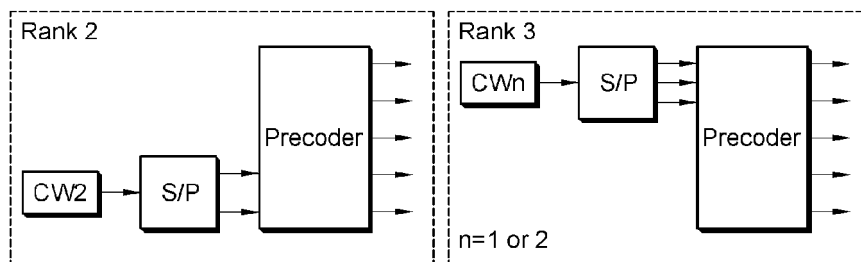 Rank 2
Precoder
CW2
S/P
Rank 3
CWn
S/P
Precoder
n=1 or 2